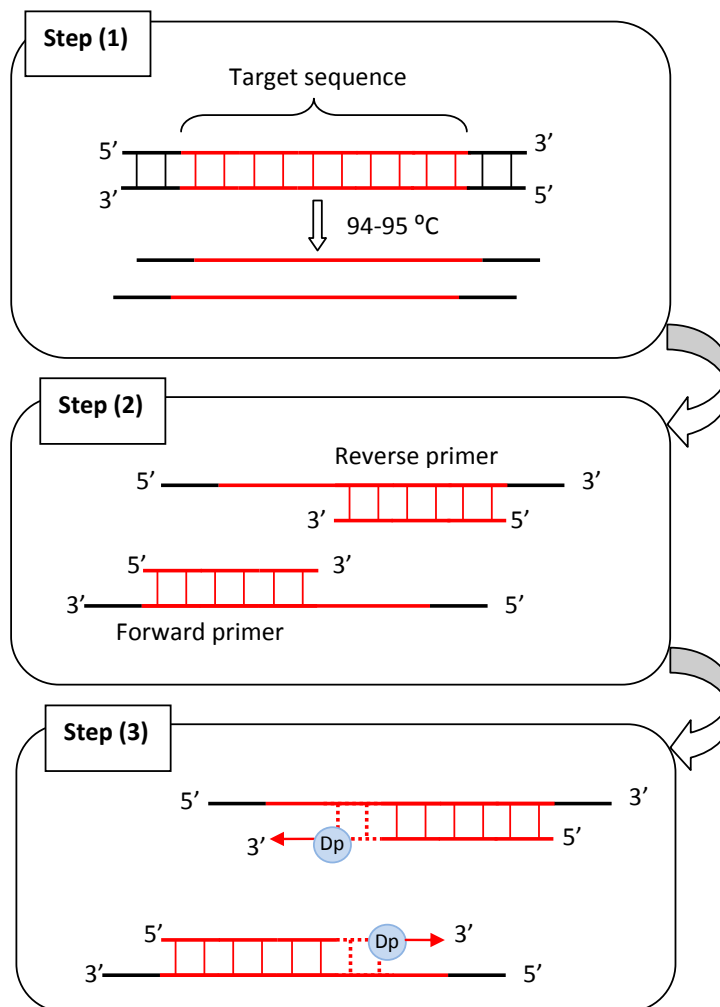 Step (1)
Target sequence
5’ 3’
3’ 5’
94-95 ⁰C
Step (2)
Reverse primer
5’ 3’
3’ 5’
5’ 3’
3’ 5’
Forward primer
Step (3)
5’ 3’
3’ Dp 5’
5’ Dp 3’
3’ 5’